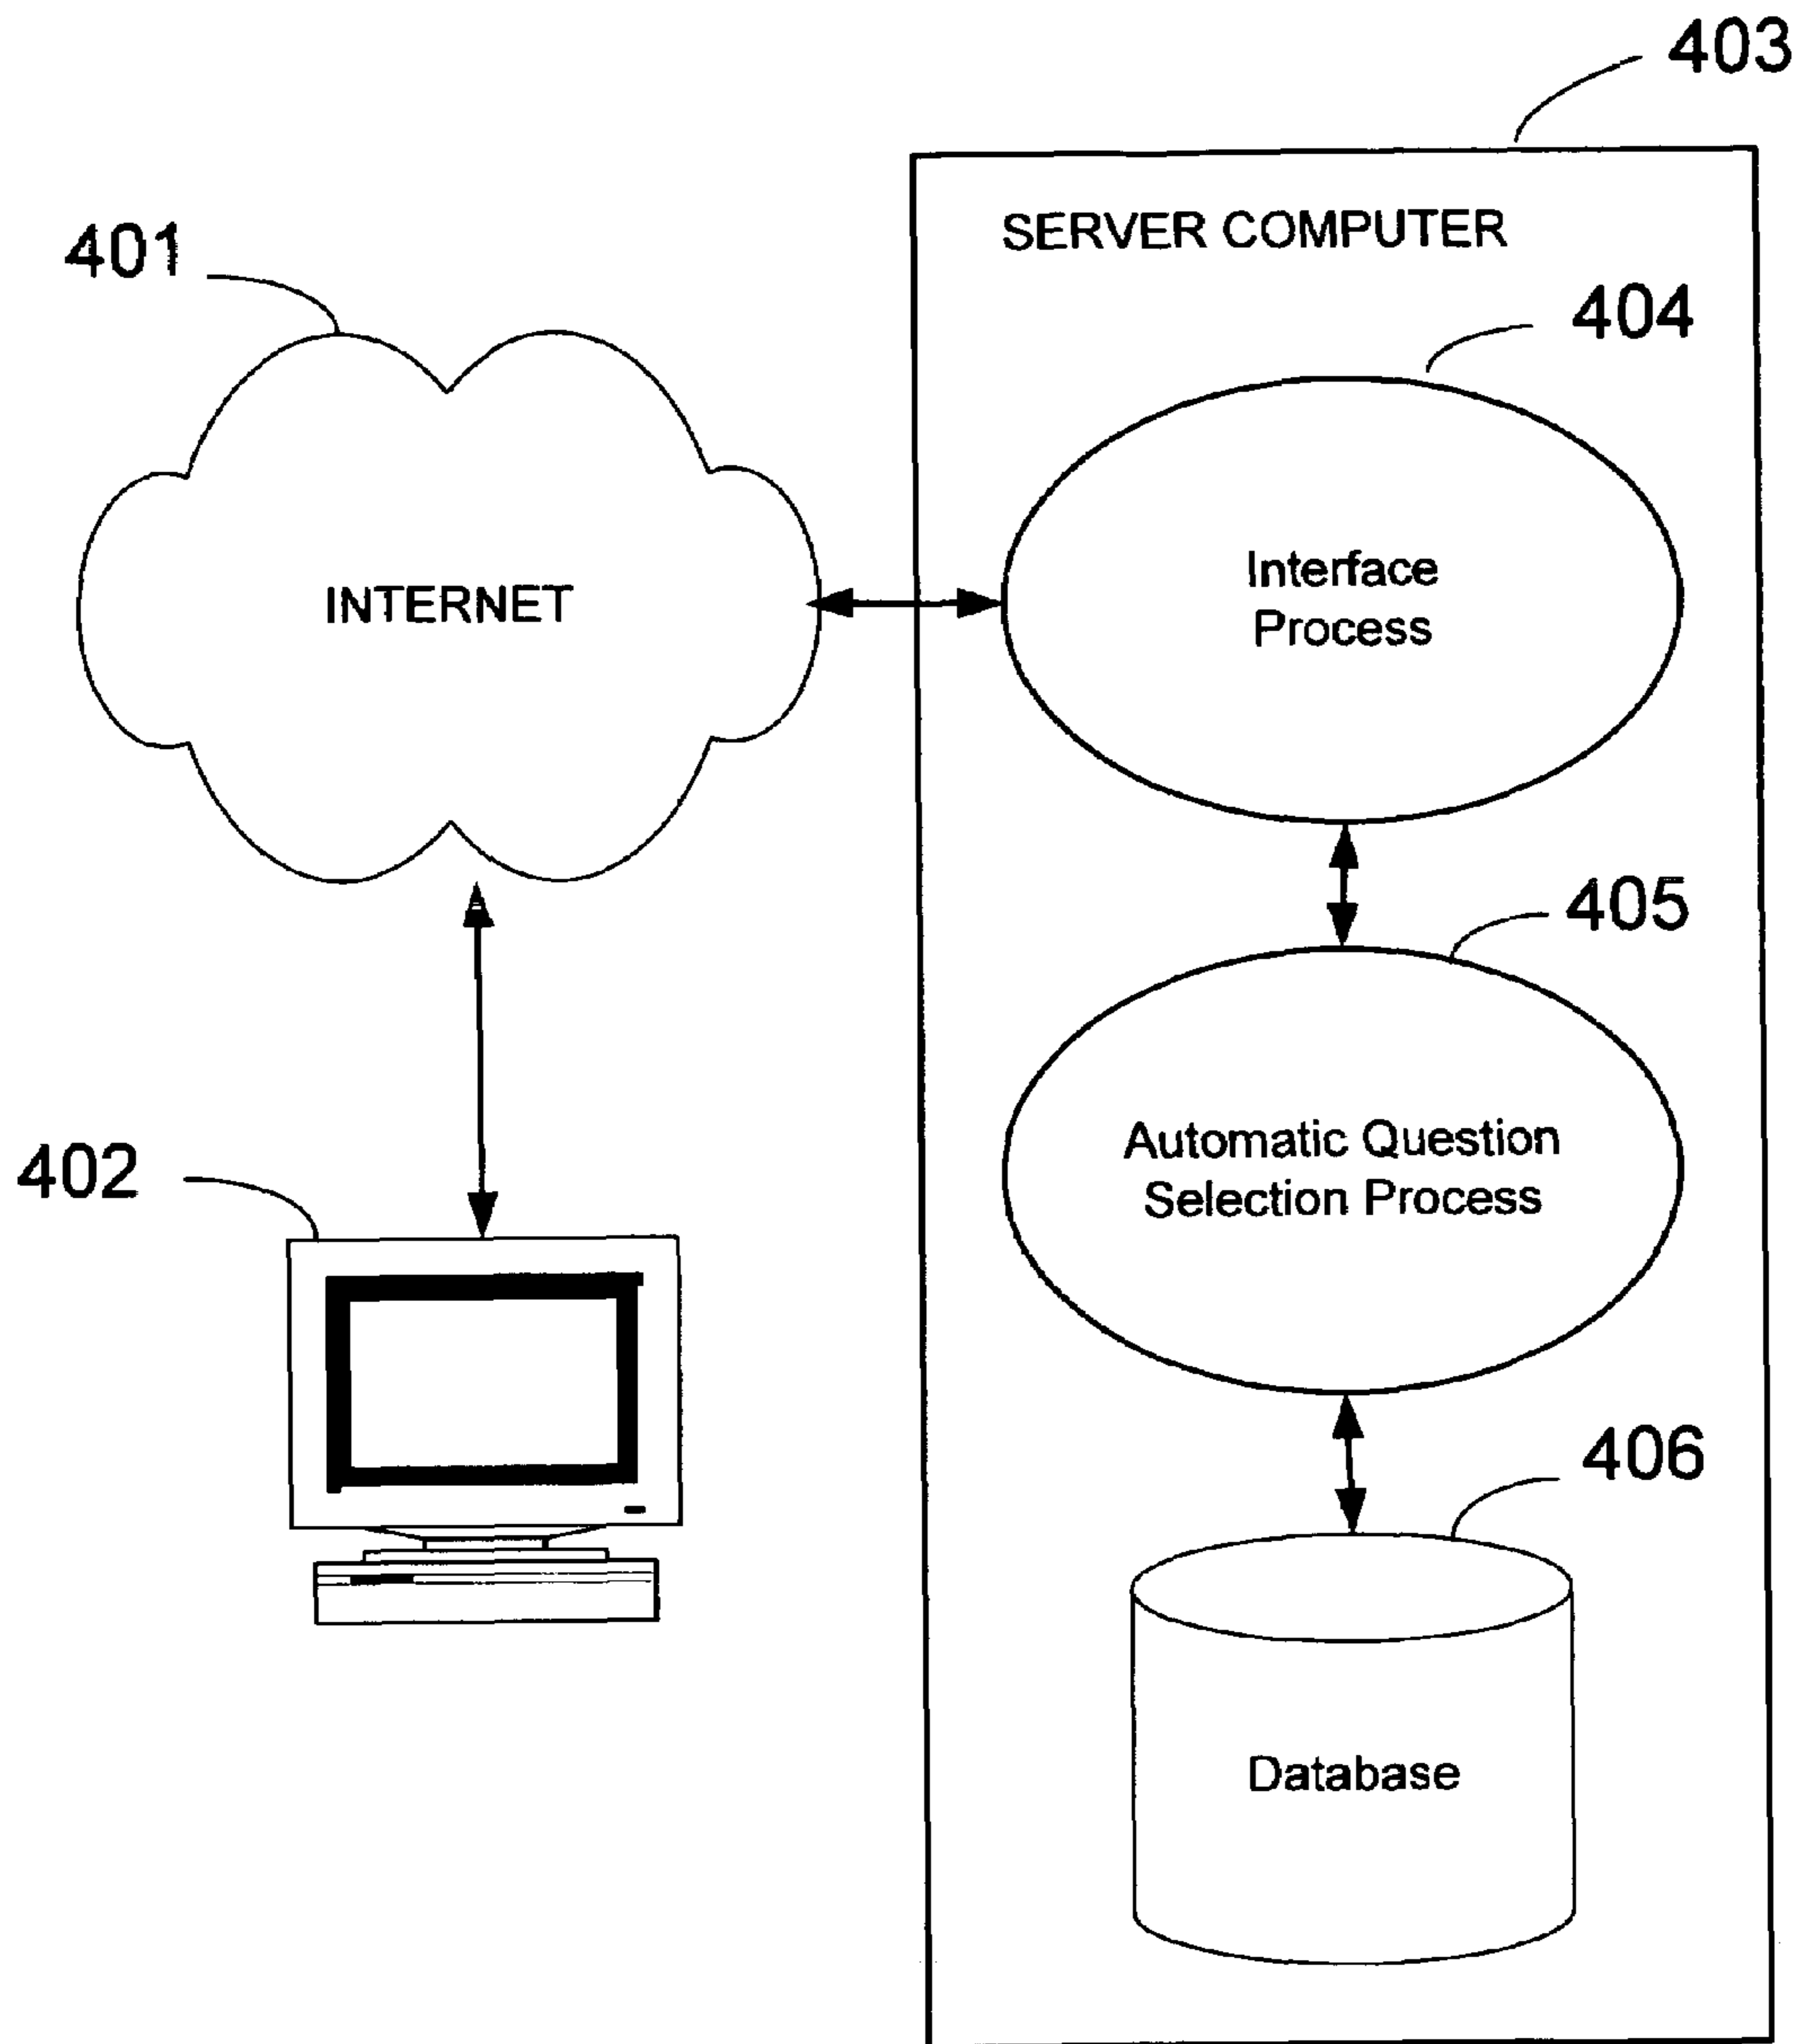 403
SERVER COMPUTER
401
404
INTERNET
Interface
Process
405
402
Automatic Question
Selection Process
406
Database